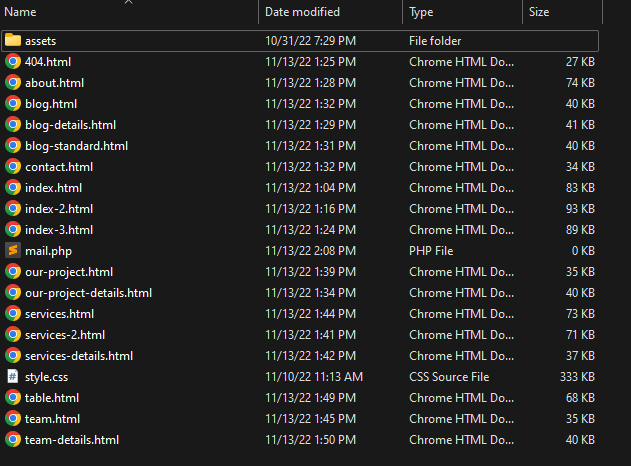 Name Date modified Type Size
assets 10/31/22 7:29 PM File folder
404.html 11/13/22 1:25 PM Chrome HTML Do... 27 KB
about.html 11/13/22 1:28 PM Chrome HTML Do... 74 KB
blog.html 11/13/22 1:32 PM Chrome HTML Do... 40 KB
blog-details.html 11/13/22 1:29 PM Chrome HTML Do... 41 KB
blog-standard.html 11/13/22 1:31 PM Chrome HTML Do... 40 KB
contact.html 11/13/22 1:32 PM Chrome HTML Do... 34 KB
index.html 11/13/22 1:04 PM Chrome HTML Do... 83 KB
index-2.html 11/13/22 1:16 PM Chrome HTML Do... 93 KB
index-3.html 11/13/22 1:24 PM Chrome HTML Do... 89 KB
mail.php 11/13/22 2:08 PM PHP File 0 KB
our-project.html 11/13/22 1:39 PM Chrome HTML Do... 35 KB
our-project-details.html 11/13/22 1:34 PM Chrome HTML Do... 40 KB
services.html 11/13/22 1:44 PM Chrome HTML Do... 73 KB
services-2.html 11/13/22 1:41 PM Chrome HTML Do... 71 KB
services-details.html 11/13/22 1:42 PM Chrome HTML Do... 37 KB
style.css 11/10/22 11:13 AM CSS Source File 333 KB
table.html 11/13/22 1:49 PM Chrome HTML Do... 68 KB
team.html 11/13/22 1:45 PM Chrome HTML Do... 35 KB
team-details.html 11/13/22 1:50 PM Chrome HTML Do... 40 KB